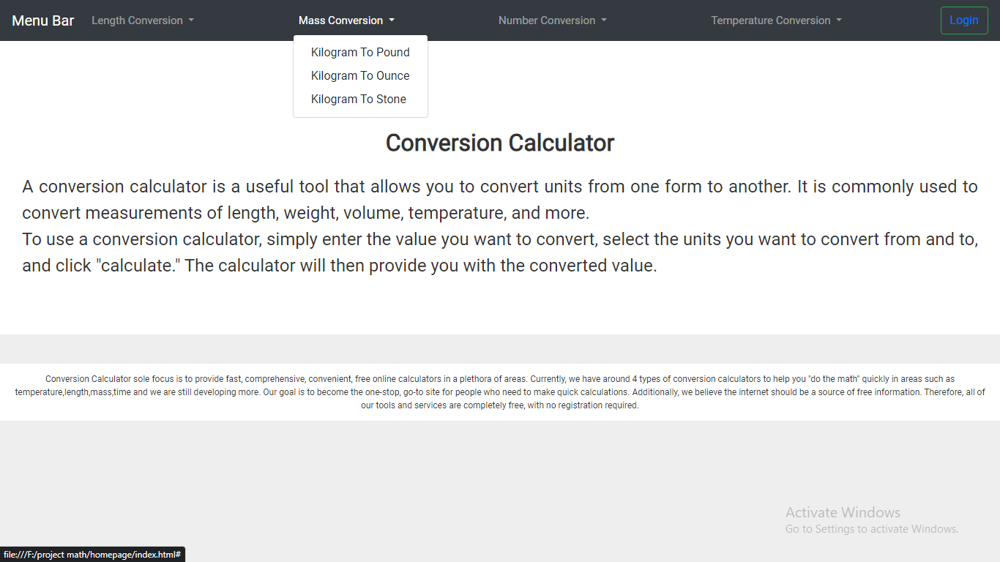 Menu Bar Length Conversion Mass Conversion Number Conversion Temperature Conversion Login
Kilogram To Pound
Kilogram To Ounce
Kilogram To Stone
Conversion Calculator
A conversion calculator is a useful tool that allows you to convert units from one form to another. It is commonly used to
convert measurements of length, weight, volume, temperature, and more.
To use a conversion calculator, simply enter the value you want to convert, select the units you want to convert from and to,
and click "calculate." The calculator will then provide you with the converted value.
Conversion Calculator sole focus is to provide fast, comprehensive, convenient, free online calculators in a plethora of areas. Currently, we have around 4 types of conversion calculators to help you "do the math" quickly in areas such as
temperature,length,mass,time and we are still developing more. Our goal is to become the one-stop, go-to site for people who need to make quick calculations. Additionally, we believe the internet should be a source of free information. Therefore, all of
our tools and services are completely free, with no registration required.
Activate Windows
Go to Settings to activate Windows.
file:///F:/project math/homepage/index.html#